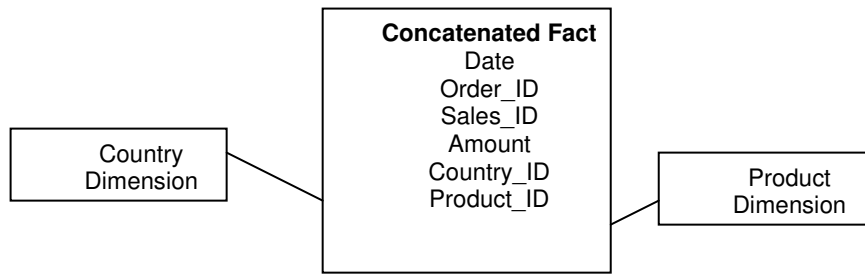 Concatenated Fact
Date
Order_ID
Sales_ID
Amount
Country_ID
Product_ID
Country
Dimension
Product
Dimension